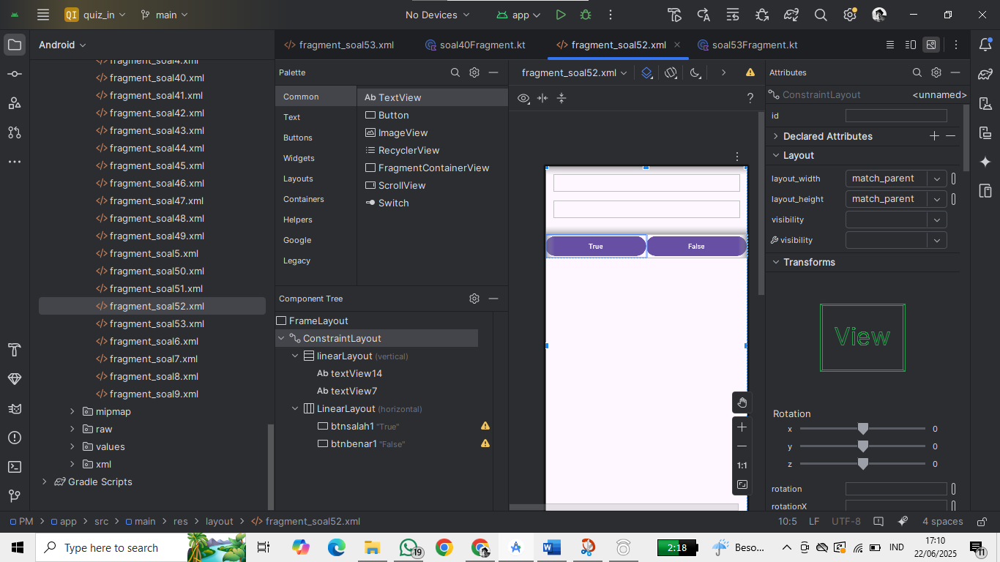 QI quiz_in main No Devices app
Android
fragment_soal53.xml soal40Fragment.kt fragment_soal52.xml soal53Fragment.kt
fragment_soal4.xml
fragment_soal40.xml
fragment_soal41.xml
fragment_soal42.xml
fragment_soal43.xml
fragment_soal44.xml
fragment_soal45.xml
fragment_soal46.xml
fragment_soal47.xml
fragment_soal48.xml
fragment_soal49.xml
fragment_soal5.xml
fragment_soal50.xml
fragment_soal51.xml
fragment_soal52.xml
fragment_soal53.xml
fragment_soal6.xml
fragment_soal7.xml
fragment_soal8.xml
fragment_soal9.xml
mipmap
raw
values
xml
Gradle Scripts
Palette
Common
Text
Buttons
Widgets
Layouts
Containers
Helpers
Google
Legacy
Ab TextView
Button
ImageView
RecyclerView
FragmentContainerView
ScrollView
Switch
Component Tree
FrameLayout
ConstraintLayout
linearLayout (vertical)
Ab textView14
Ab textView7
LinearLayout (horizontal)
btnsalah1 "True"
btnbenar1 "False"
fragment_soal52.xml
?
True False
1:1
Attributes
ConstraintLayout <unnamed>
id
Declared Attributes
Layout
layout_width match_parent
layout_height match_parent
visibility
visibility
Transforms
View
Rotation
x 0
y 0
z 0
rotation
rotationX
PM > app > src > main > res > layout > fragment_soal52.xml
10:5 LF UTF-8 4 spaces
Type here to search
19
W
2:18
Beso...
IND
17:10
22/06/2025
11